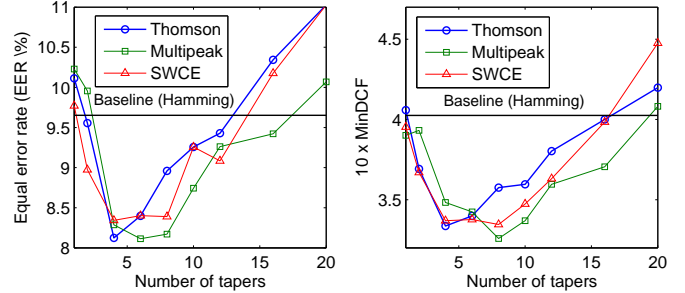 11
10.5
10
9.5
9
8.5
8
Equal error rate (EER \%)
Thomson
Multipeak
SWCE
Baseline (Hamming)
5
10
15
20
Number of tapers
4.5
4
3.5
10 x MinDCF
Thomson
Multipeak
SWCE
Baseline (Hamming)
5
10
15
20
Number of tapers